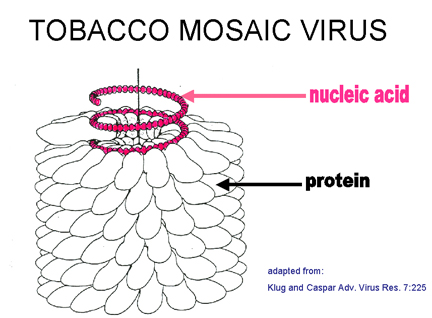 TOBACCO MOSAIC VIRUS
nucleic acid
protein
adapted from:
Klug and Caspar Adv. Virus Res. 7:225